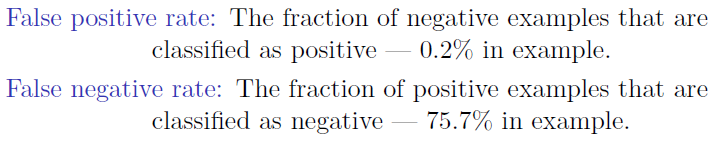 False positive rate: The fraction of negative examples that are
classified as positive — 0.2% in example.
False negative rate: The fraction of positive examples that are
classified as negative — 75.7% in example.